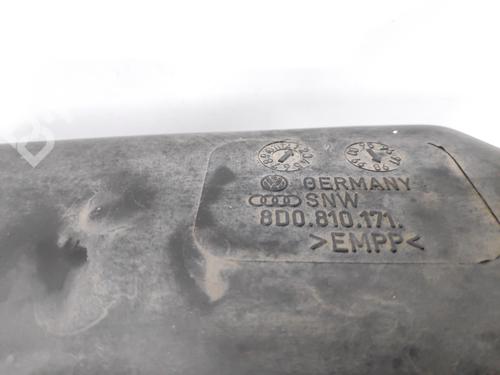 GERMANY
SNW
8D0.810.171.
>EMPP<